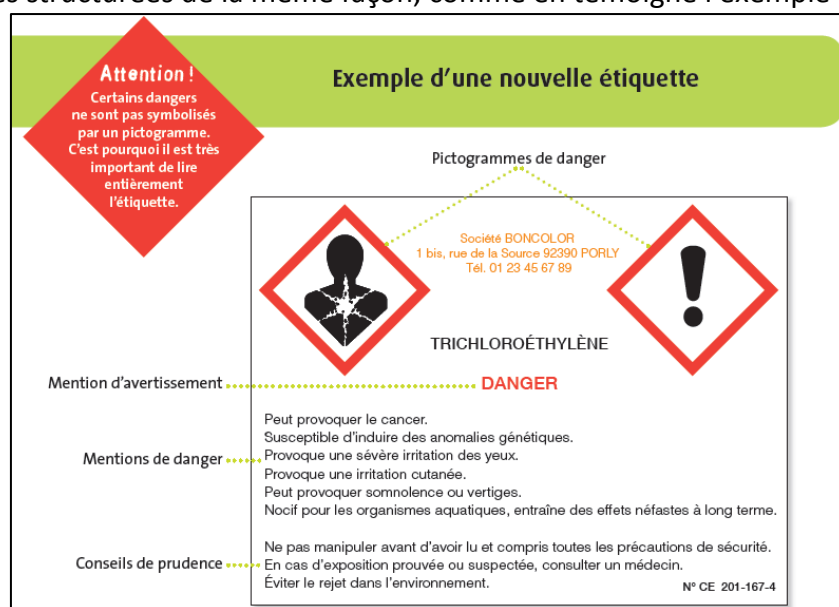 es structurées de la même façon, comme en témoigne l'exemple
Attention !
Certains dangers
ne sont pas symbolisés
par un pictogramme.
C'est pourquoi il est très
important de lire
entièrement
l'étiquette.
Exemple d'une nouvelle étiquette
Pictogrammes de danger
Société BONCOLOR
1 bis, rue de la Source 92390 PORLY
Tél. 01 23 45 67 89
TRICHLOROÉTHYLÈNE
Mention d'avertissement
DANGER
Mentions de danger
Peut provoquer le cancer.
Susceptible d'induire des anomalies génétiques.
Provoque une sévère irritation des yeux.
Provoque une irritation cutanée.
Peut provoquer somnolence ou vertiges.
Nocif pour les organismes aquatiques, entraîne des effets néfastes à long terme.
Conseils de prudence
Ne pas manipuler avant d'avoir lu et compris toutes les précautions de sécurité.
En cas d'exposition prouvée ou suspectée, consulter un médecin.
Éviter le rejet dans l'environnement.
N° CE 201-167-4